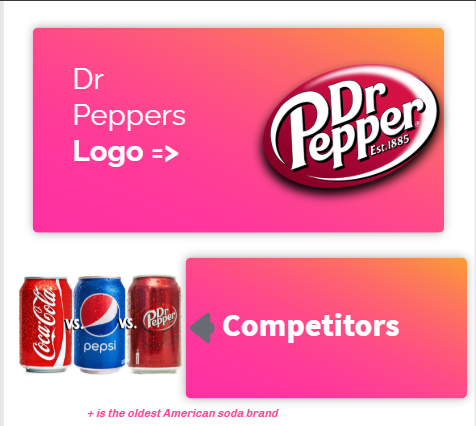 Dr
Peppers
Logo =>
Dr
Pepper
Est.1885
Coca-Cola
VS.
pepsi
VS.
Dr Pepper
Competitors
+ is the oldest American soda brand